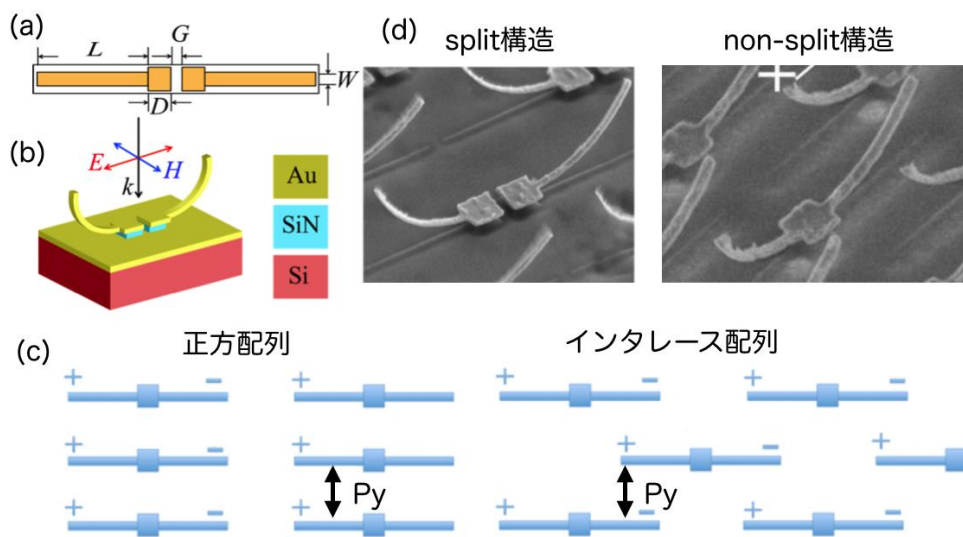 (a)
L
G
W
D
(b)
E
H
k
Au
SiN
Si
(d)
split構造
non-split構造
(c)
正方配列
インタレース配列
+ − +
+ − + −
+ − + + −
Py
Py
+ − + + −